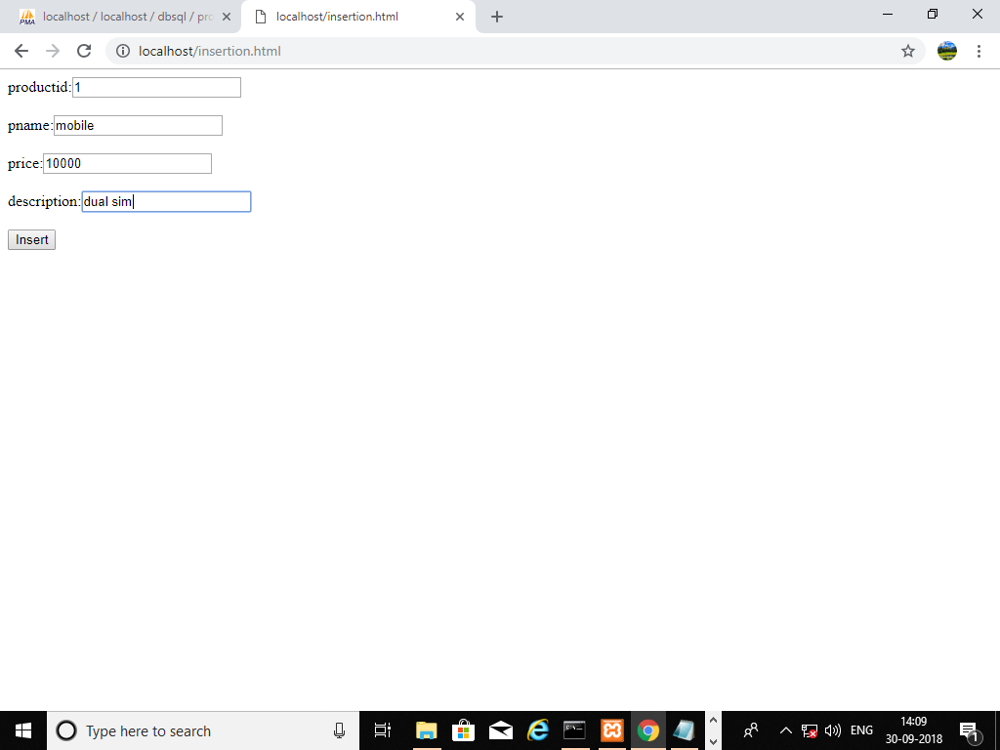 PMA localhost / localhost / dbsql / pro
localhost/insertion.html
localhost/insertion.html
productid: 1
pname: mobile
price: 10000
description: dual sim
Insert
Type here to search
ENG
14:09
30-09-2018
1